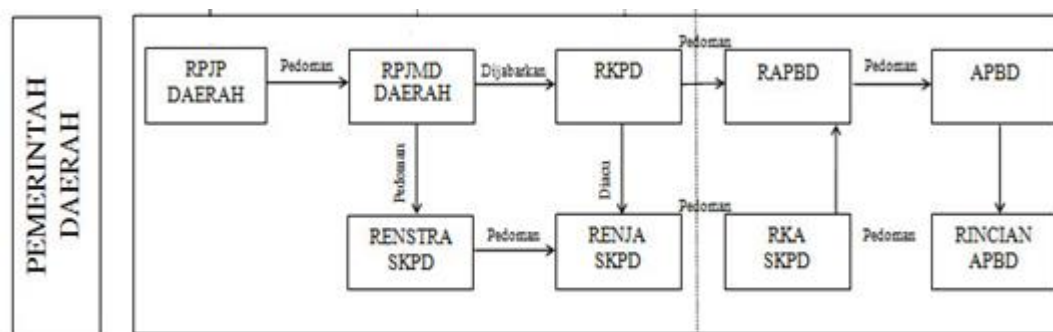 PEMERINTAH
DAERAH
RPJP
DAERAH
Pedoman
RPJMD
DAERAH
Dijabarkan
RKPD
Pedoman
RAPBD
Pedoman
APBD
Pedoman
Diacu
RENSTRA
SKPD
Pedoman
RENJA
SKPD
Pedoman
RKA
SKPD
Pedoman
RINCIAN
APBD